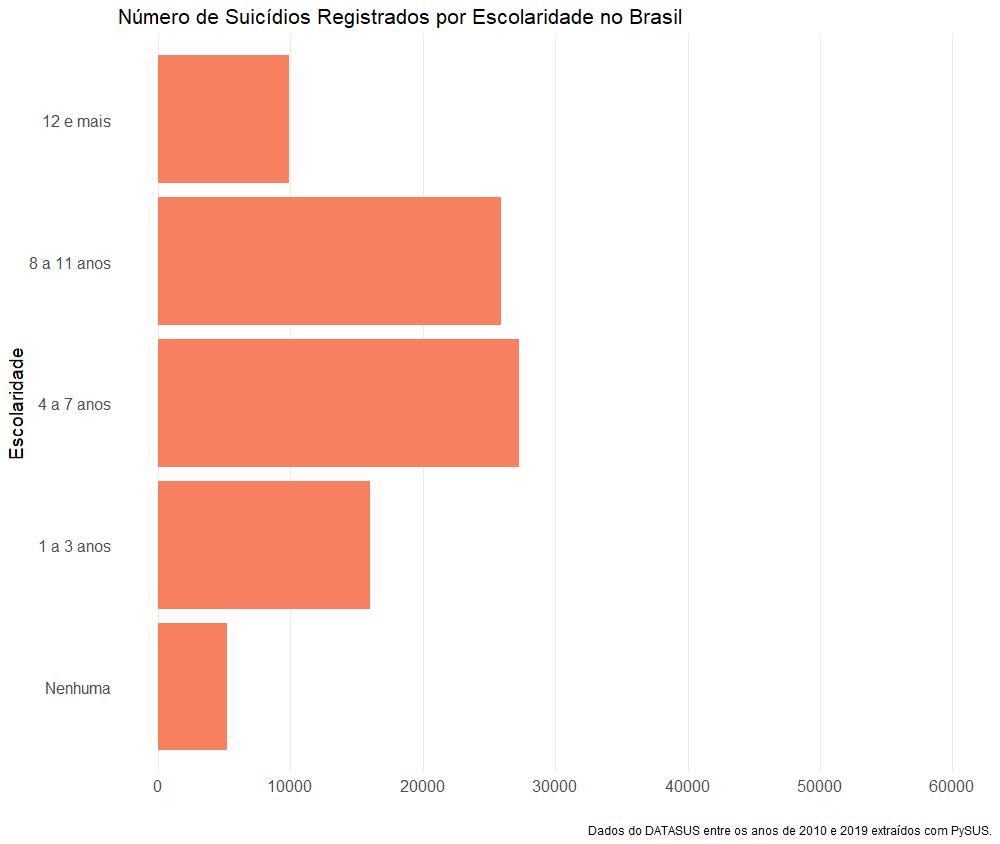 Número de Suicídios Registrados por Escolaridade no Brasil
12 e mais
8 a 11 anos
4 a 7 anos
1 a 3 anos
Nenhuma
Escolaridade
0 10000 20000 30000 40000 50000 60000
Dados do DATASUS entre os anos de 2010 e 2019 extraídos com PySUS.